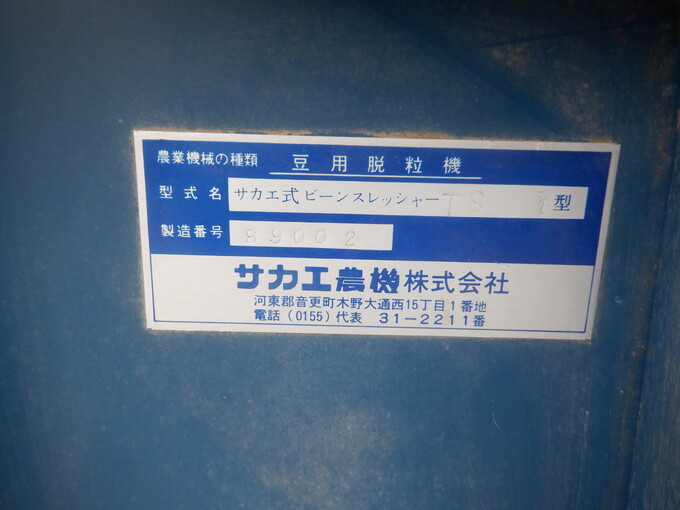 農業機械の種類 豆用脱粒機
型式名 サカエ式ビーンスレッシャー TS 型
製造番号 89002
サカエ農機株式会社
河東郡音更町木野大通西15丁目1番地
電話(0155)代表 31-2211番